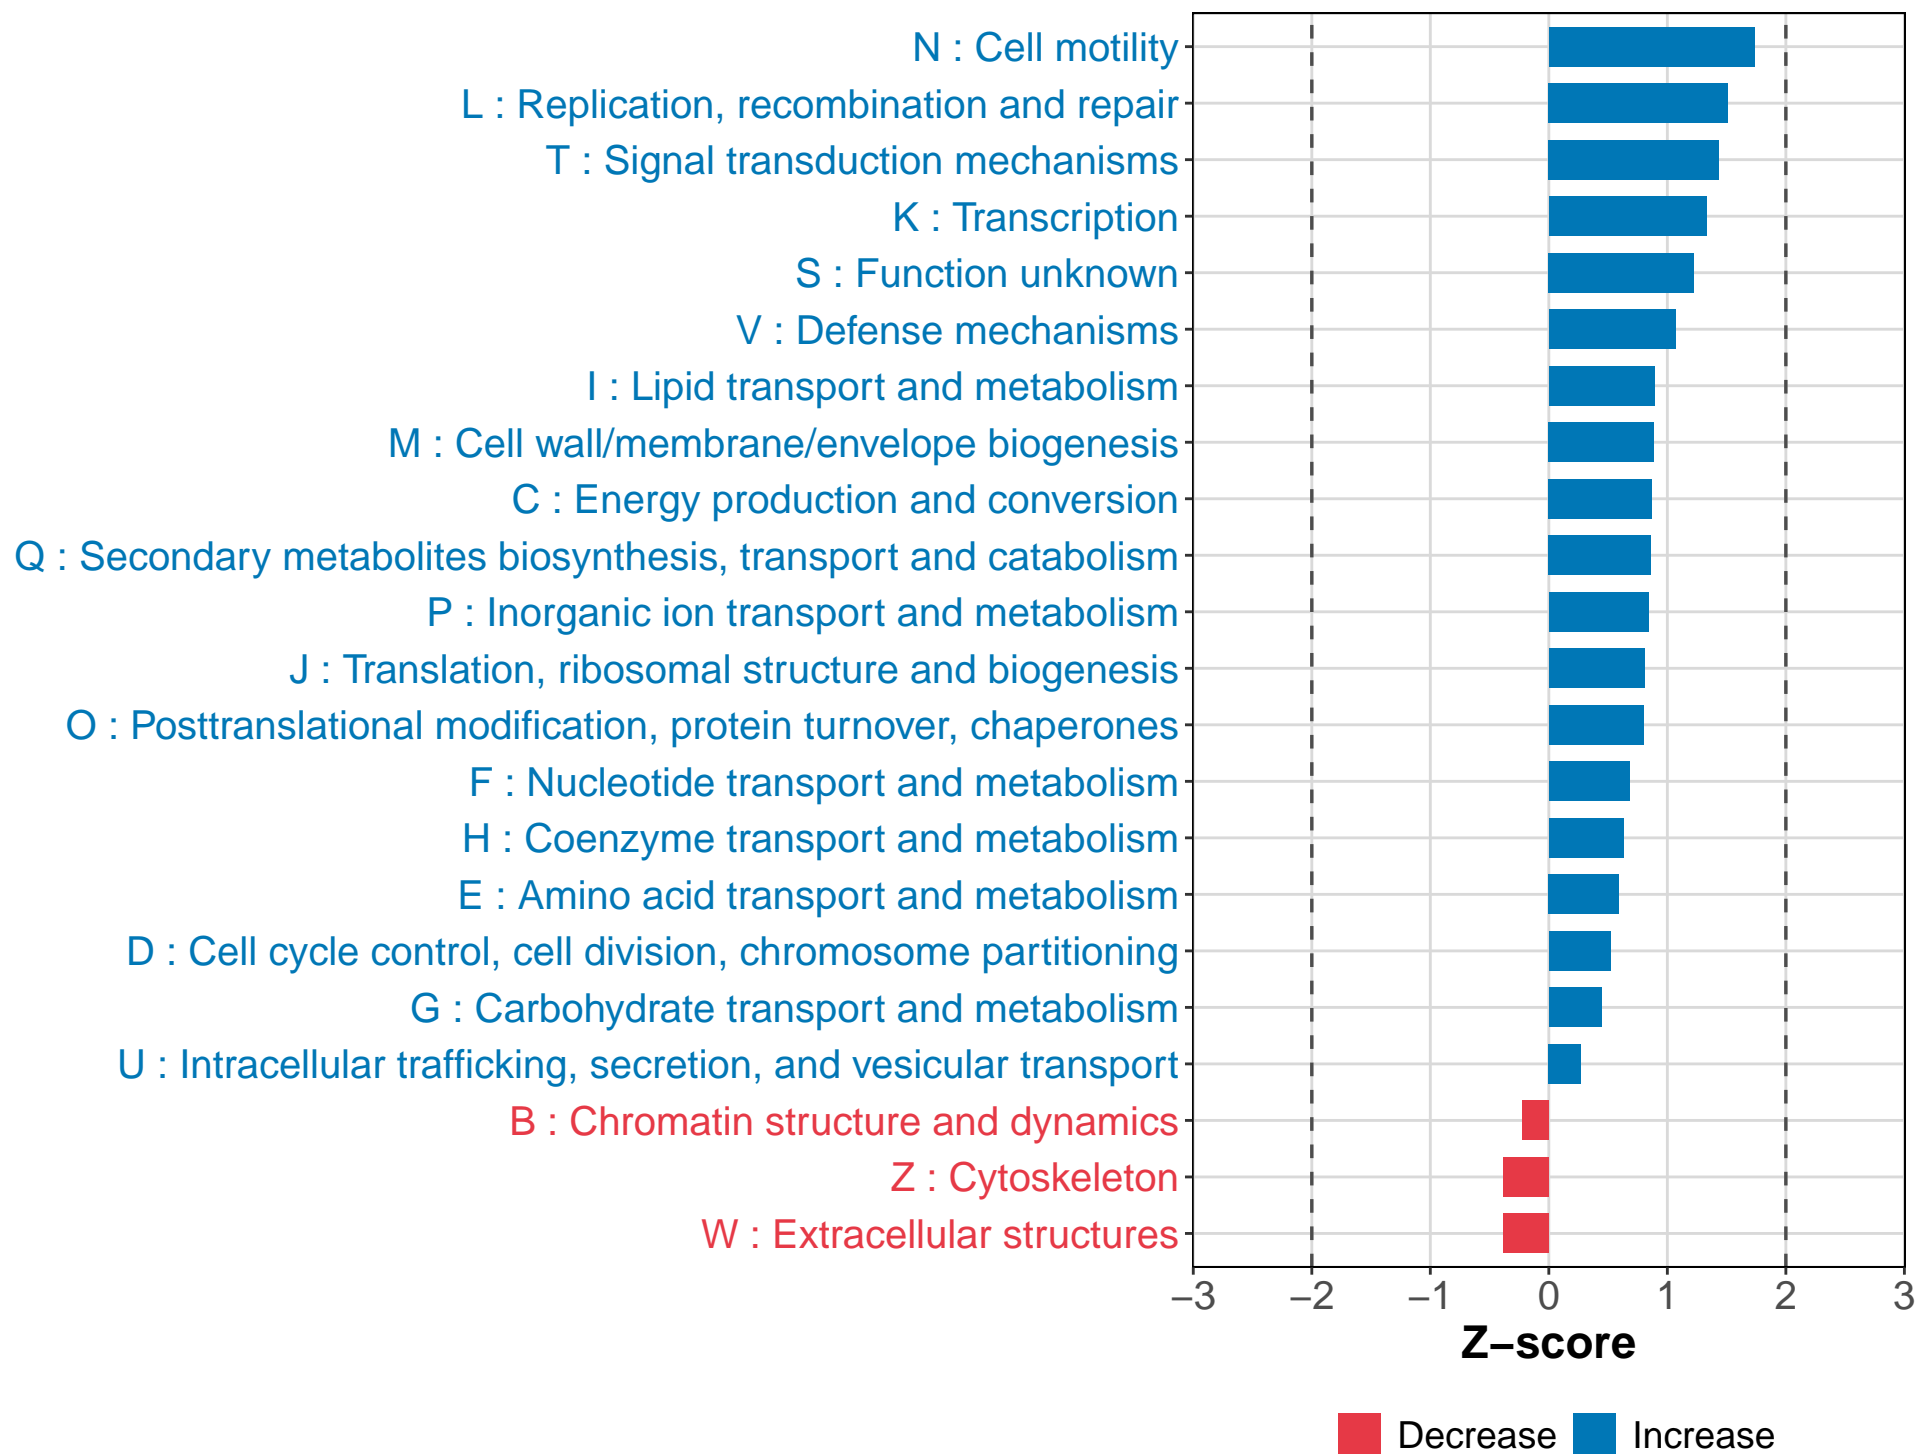 N : Cell motility
L : Replication, recombination and repair
T : Signal transduction mechanisms
K : Transcription
S : Function unknown
V : Defense mechanisms
I : Lipid transport and metabolism
M : Cell wall/membrane/envelope biogenesis
C : Energy production and conversion
Q : Secondary metabolites biosynthesis, transport and catabolism
P : Inorganic ion transport and metabolism
J : Translation, ribosomal structure and biogenesis
O : Posttranslational modification, protein turnover, chaperones
F : Nucleotide transport and metabolism
H : Coenzyme transport and metabolism
E : Amino acid transport and metabolism
D : Cell cycle control, cell division, chromosome partitioning
G : Carbohydrate transport and metabolism
U : Intracellular trafficking, secretion, and vesicular transport
B : Chromatin structure and dynamics
Z : Cytoskeleton
W : Extracellular structures
−3 −2 −1 0 1 2 3
Z−score
Decrease Increase